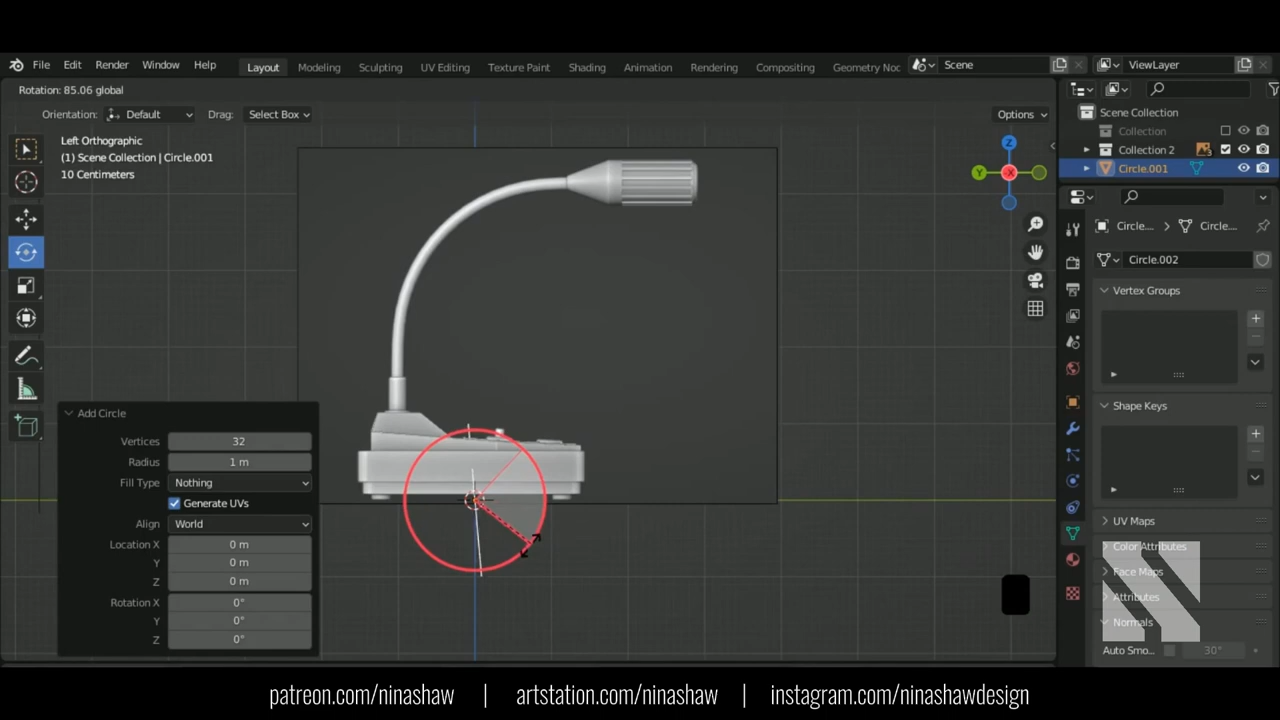 File Edit Render Window Help Layout Modeling Sculpting UV Editing Texture Paint Shading Animation Rendering Compositing Geometry Noc Scene ViewLayer
Rotation: 85.06 global
Orientation: Default Drag: Select Box Options
Left Orthographic
(1) Scene Collection | Circle.001
10 Centimeters
Z
Y
X
Scene Collection
Collection
Collection 2
Circle.001
Circle.... Circle...
Circle.002
Vertex Groups
Shape Keys
UV Maps
Color Attributes
Face Maps
Attributes
Normals
Auto Smo... 30°
Add Circle
Vertices 32
Radius 1 m
Fill Type Nothing
Generate UVs
Align World
Location X 0 m
Y 0 m
Z 0 m
Rotation X 0°
Y 0°
Z 0°
patreon.com/ninashaw | artstation.com/ninashaw | instagram.com/ninashawdesign